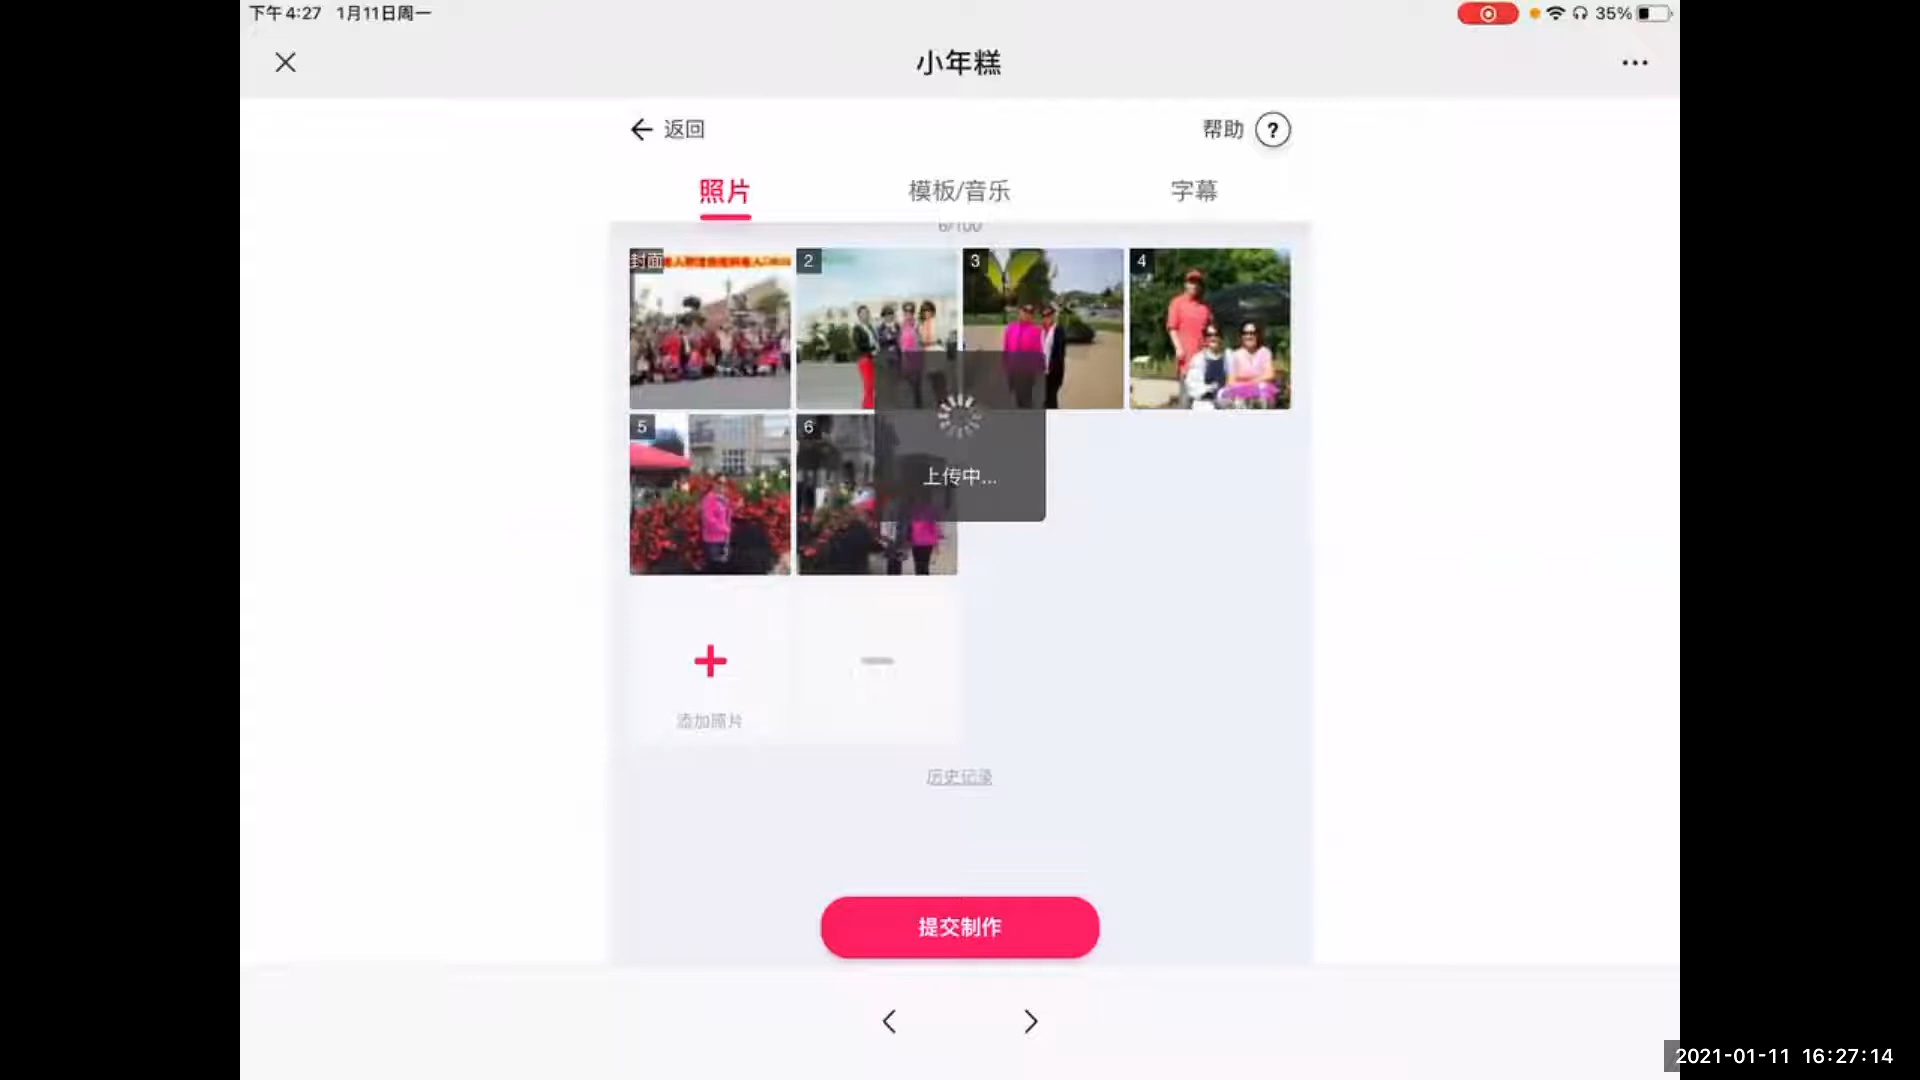 下午4:27 1月11日周一
35%
小年糕
返回
帮助 ?
照片
模板/音乐
字幕
6/100
封面
2
3
4
5
6
上传中...
添加照片
历史记录
提交制作
2021-01-11 16:27:14